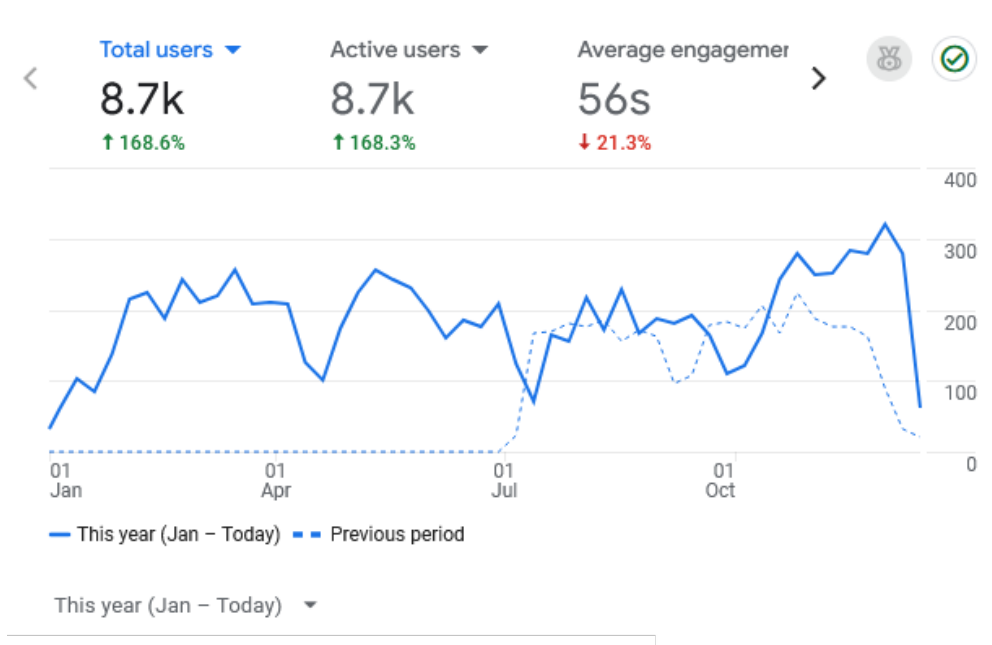 Total users Active users Average engagemen
8.7k 8.7k 56s
168.6% 168.3% 21.3%
400
300
200
100
0
01 01 01 01
Jan Apr Jul Oct
This year (Jan – Today) Previous period
This year (Jan – Today)